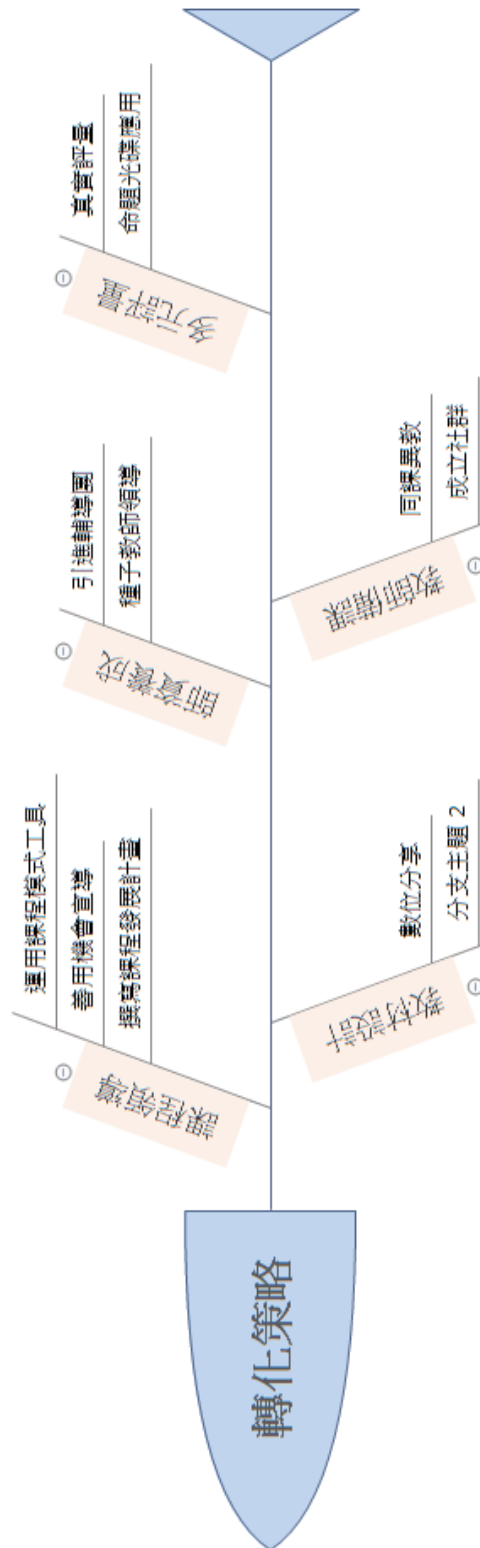 轉化策略
課程領導
運用課程模式工具
善用機會宣導
撰寫課程發展計畫
師資養成
引進輔導團
種子教師領導
多元評量
真實評量
命題光碟應用
教材設計
數位分享
分支主題 2
教師備課
同課異教
成立社群